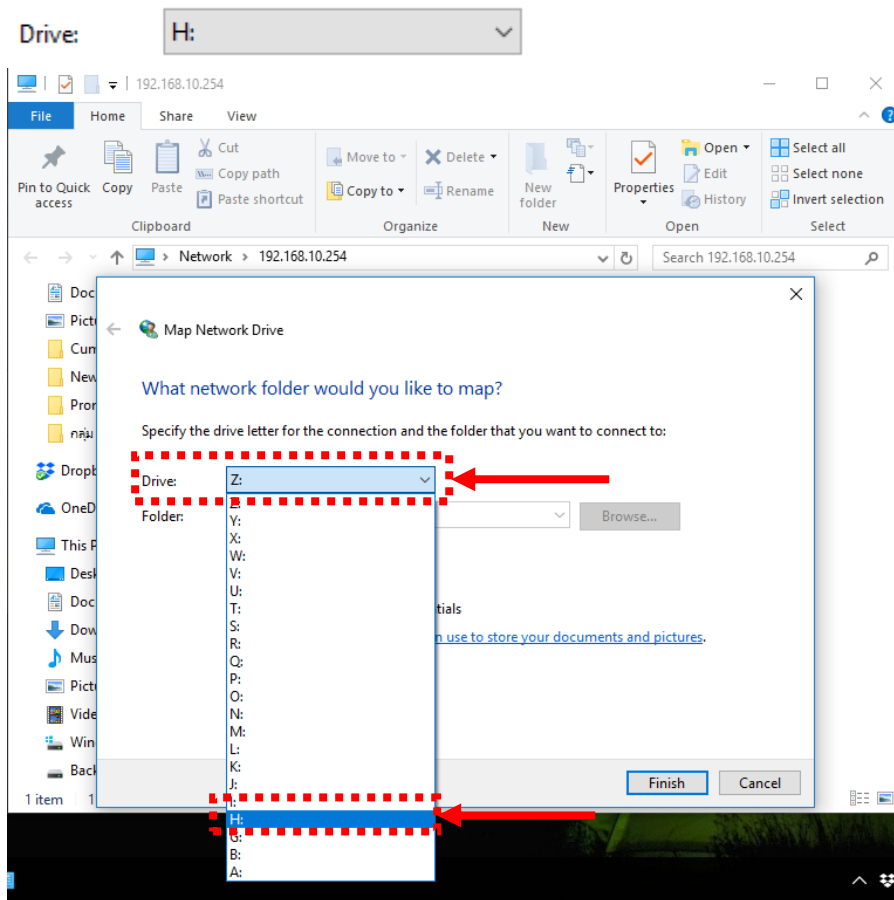 Drive: H:
192.168.10.254
File Home Share View
Pin to Quick access
Copy
Paste
Cut
Copy path
Paste shortcut
Move to
Copy to
Delete
Rename
New folder
Properties
Open
Edit
History
Select all
Select none
Invert selection
Clipboard Organize New Open Select
Network > 192.168.10.254
Search 192.168.10.254
Doc
Pict
Cum
New
Pror
กลุ่ม
Dropb
OneD
This P
Desk
Doc
Dow
Mus
Pict
Vide
Win
Back
1 item 1
Map Network Drive
What network folder would you like to map?
Specify the drive letter for the connection and the folder that you want to connect to:
Drive: Z:
Folder:
Browse...
Z:
Y:
X:
W:
V:
U:
T:
S:
R:
Q:
P:
O:
N:
M:
L:
K:
J:
I:
H:
G:
B:
A:
tials
n use to store your documents and pictures.
Finish Cancel